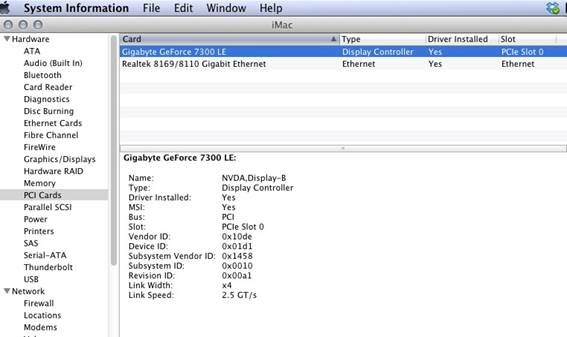 System Information File Edit Window Help
iMac
Hardware
ATA
Audio (Built In)
Bluetooth
Card Reader
Diagnostics
Disc Burning
Ethernet Cards
Fibre Channel
FireWire
Graphics/Displays
Hardware RAID
Memory
PCI Cards
Parallel SCSI
Power
Printers
SAS
Serial-ATA
Thunderbolt
USB
Network
Firewall
Locations
Modems
Card Type Driver Installed Slot
Gigabyte GeForce 7300 LE Display Controller Yes PCIe Slot 0
Realtek 8169/8110 Gigabit Ethernet Ethernet Yes Ethernet
Gigabyte GeForce 7300 LE:
Name: NVDA,Display-B
Type: Display Controller
Driver Installed: Yes
MSI: Yes
Bus: PCI
Slot: PCIe Slot 0
Vendor ID: 0x10de
Device ID: 0x01d1
Subsystem Vendor ID: 0x1458
Subsystem ID: 0x0010
Revision ID: 0x00a1
Link Width: x4
Link Speed: 2.5 GT/s